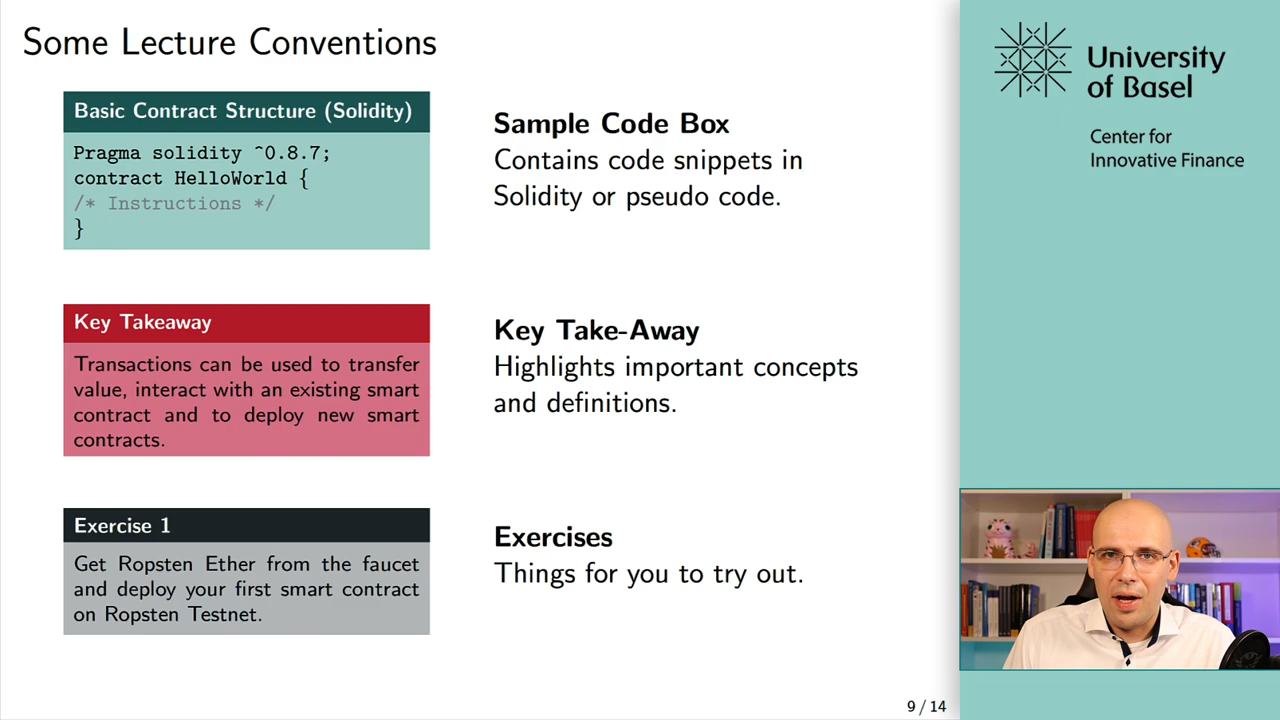 Some Lecture Conventions
Basic Contract Structure (Solidity)
Pragma solidity ^0.8.7;
contract HelloWorld {
/* Instructions */
}
Sample Code Box
Contains code snippets in
Solidity or pseudo code.
Key Takeaway
Transactions can be used to transfer
value, interact with an existing smart
contract and to deploy new smart
contracts.
Key Take-Away
Highlights important concepts
and definitions.
Exercise 1
Get Ropsten Ether from the faucet
and deploy your first smart contract
on Ropsten Testnet.
Exercises
Things for you to try out.
9 / 14
University
of Basel
Center for
Innovative Finance